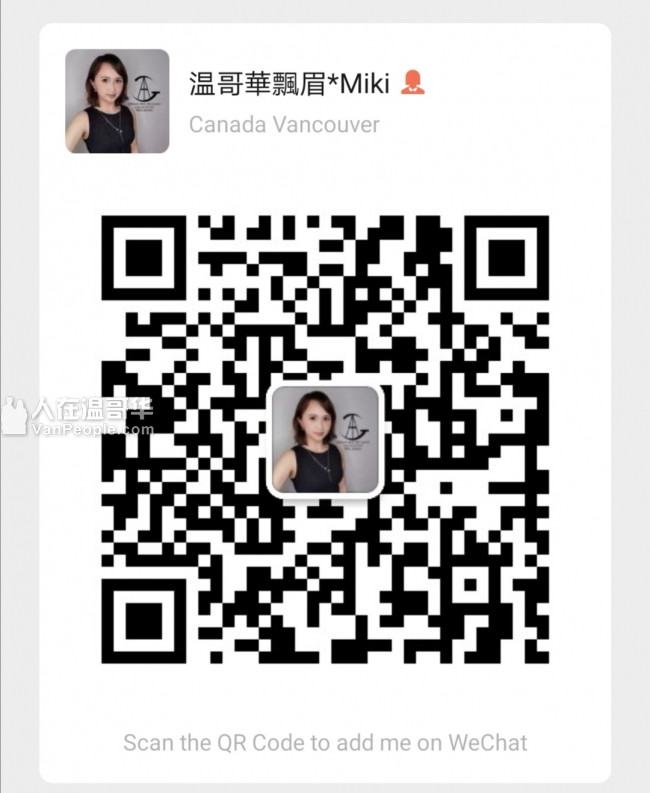 温哥華飄眉*Miki
Canada Vancouver
人在温哥华
VanPeople.com
Scan the QR Code to add me on WeChat